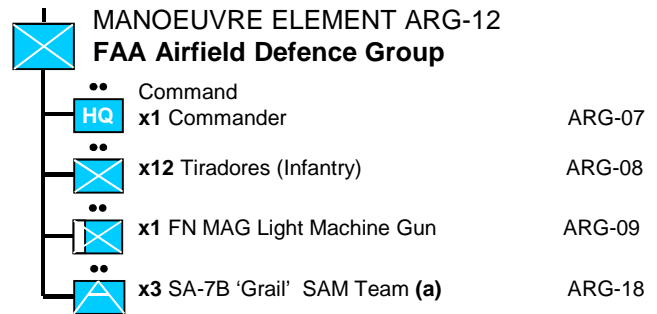 MANOEUVRE ELEMENT ARG-12
FAA Airfield Defence Group
Command
HQ x1 Commander ARG-07
x12 Tiradores (Infantry) ARG-08
x1 FN MAG Light Machine Gun ARG-09
x3 SA-7B ‘Grail’ SAM Team (a) ARG-18